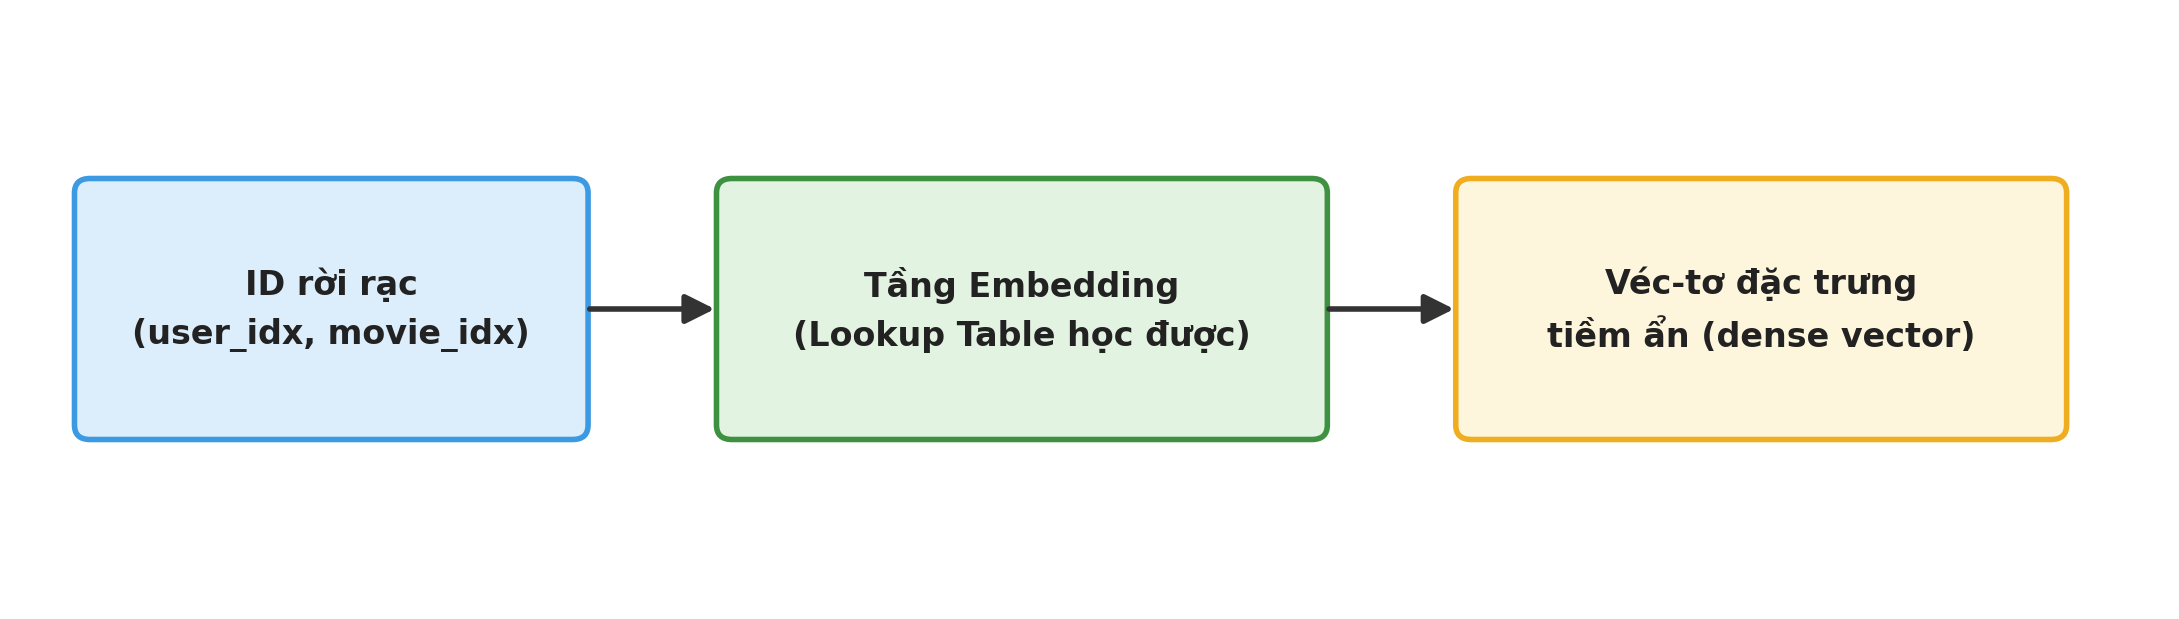 ID rời rạc
(user_idx, movie_idx)
Tầng Embedding
(Lookup Table học được)
Véc-tơ đặc trưng
tiềm ẩn (dense vector)